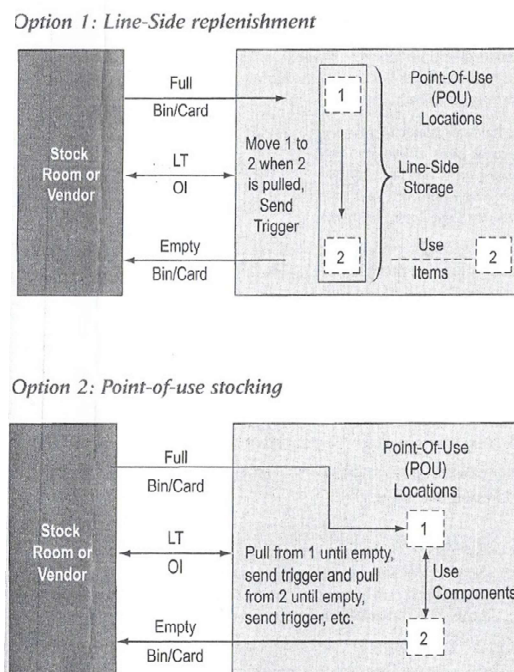 Option 1: Line-Side replenishment
Full
Bin/Card
Stock
Room or
Vendor
LT
OI
Empty
Bin/Card
Move 1 to
2 when 2
is pulled,
Send
Trigger
1
2
Point-Of-Use
(POU)
Locations
Line-Side
Storage
Use
Items
2
Option 2: Point-of-use stocking
Full
Bin/Card
Stock
Room or
Vendor
LT
OI
Empty
Bin/Card
Pull from 1 until empty,
send trigger and pull
from 2 until empty,
send trigger, etc.
Point-Of-Use
(POU)
Locations
1
Use
Components
2